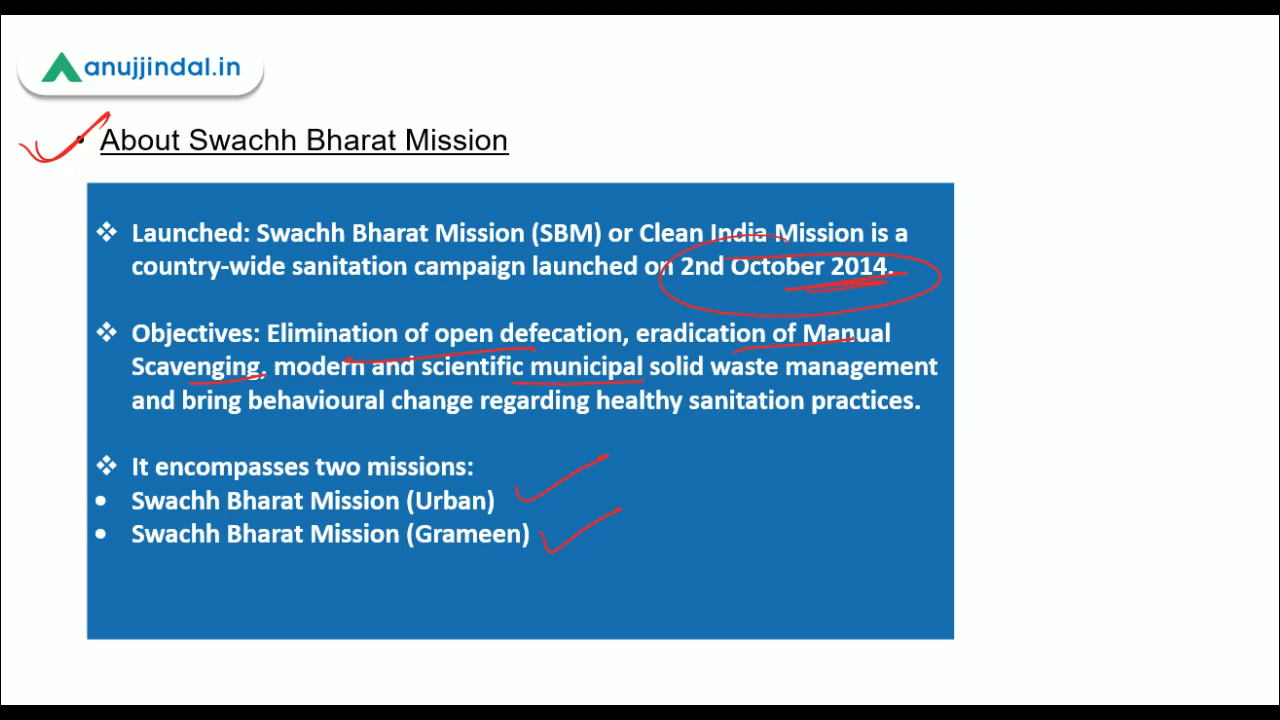 anujjindal.in
• About Swachh Bharat Mission
❖ Launched: Swachh Bharat Mission (SBM) or Clean India Mission is a
country-wide sanitation campaign launched on 2nd October 2014.
❖ Objectives: Elimination of open defecation, eradication of Manual
Scavenging, modern and scientific municipal solid waste management
and bring behavioural change regarding healthy sanitation practices.
❖ It encompasses two missions:
• Swachh Bharat Mission (Urban)
• Swachh Bharat Mission (Grameen)